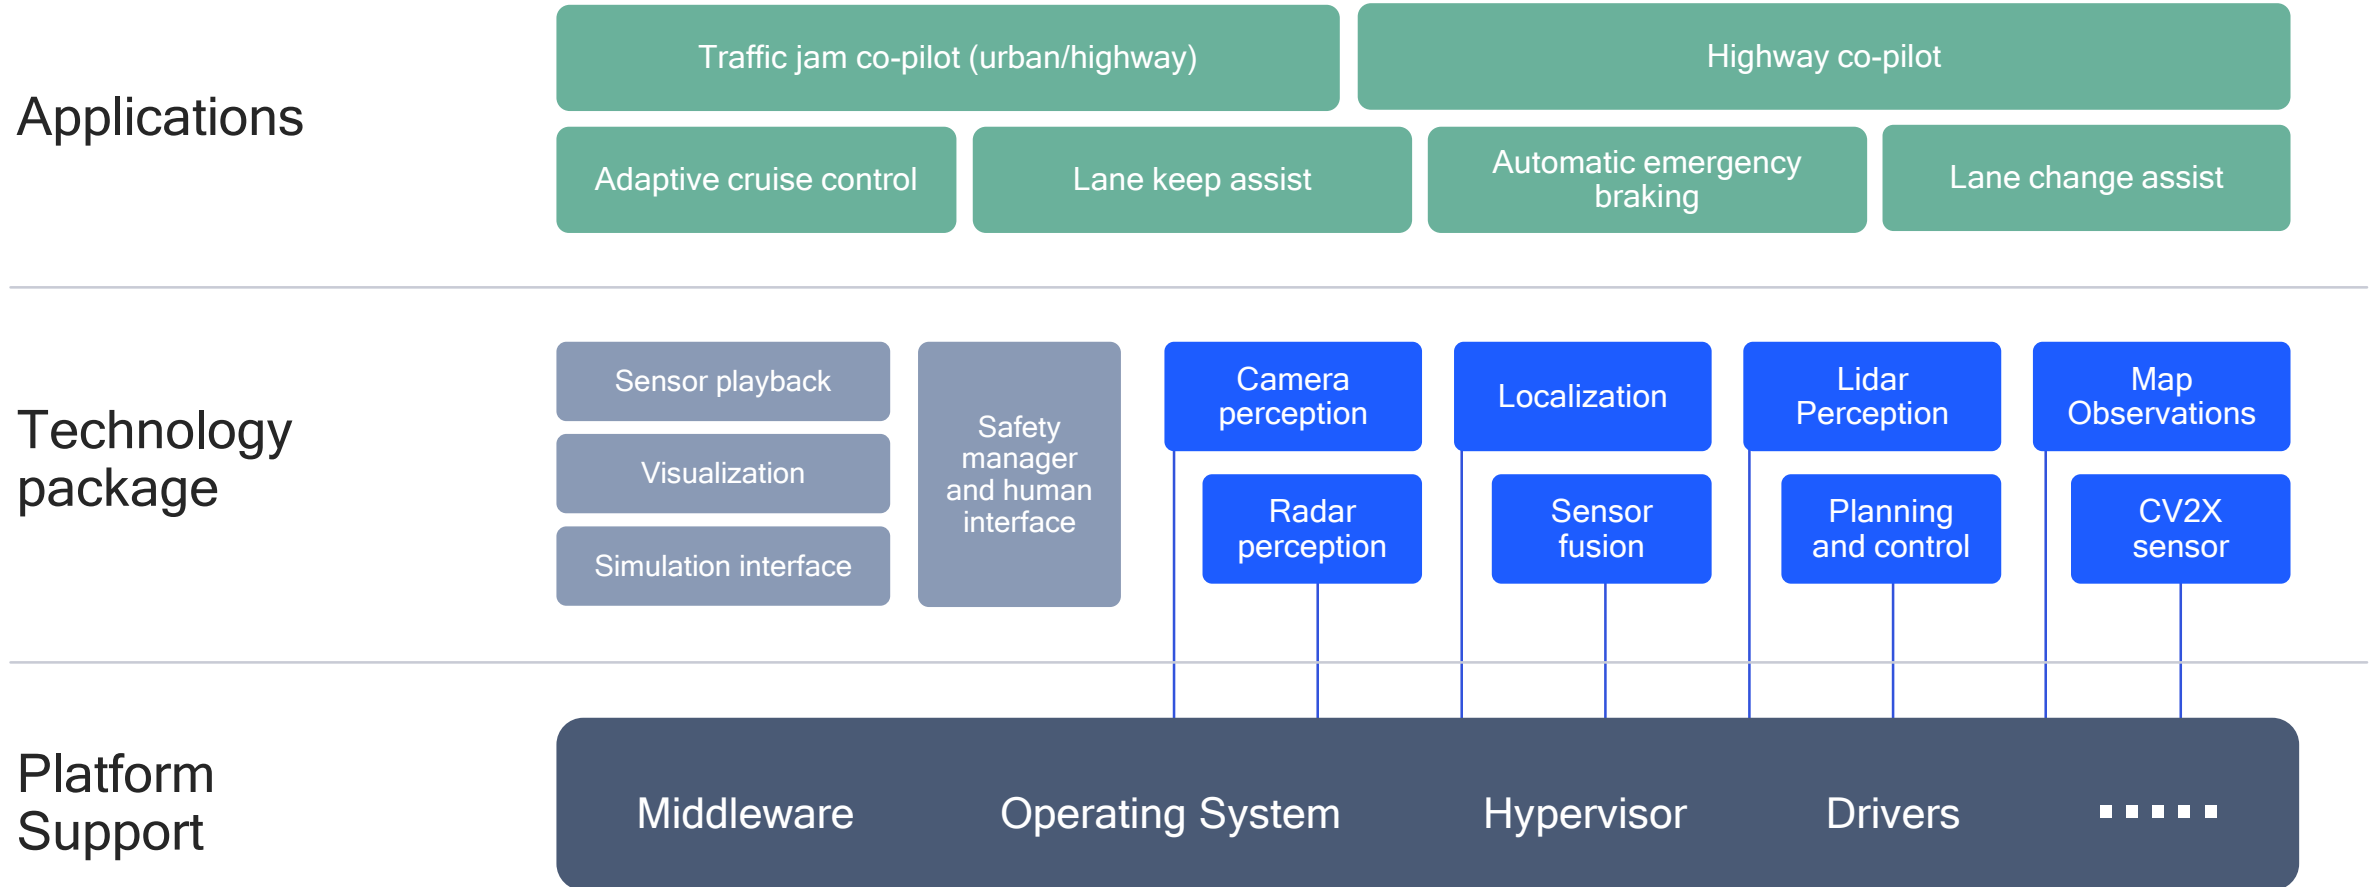 Applications
Traffic jam co-pilot (urban/highway)
Highway co-pilot
Adaptive cruise control
Lane keep assist
Automatic emergency
braking
Lane change assist
Technology
package
Sensor playback
Visualization
Simulation interface
Safety
manager
and human
interface
Camera
perception
Localization
Lidar
Perception
Map
Observations
Radar
perception
Sensor
fusion
Planning
and control
CV2X
sensor
Platform
Support
Middleware
Operating System
Hypervisor
Drivers
.....